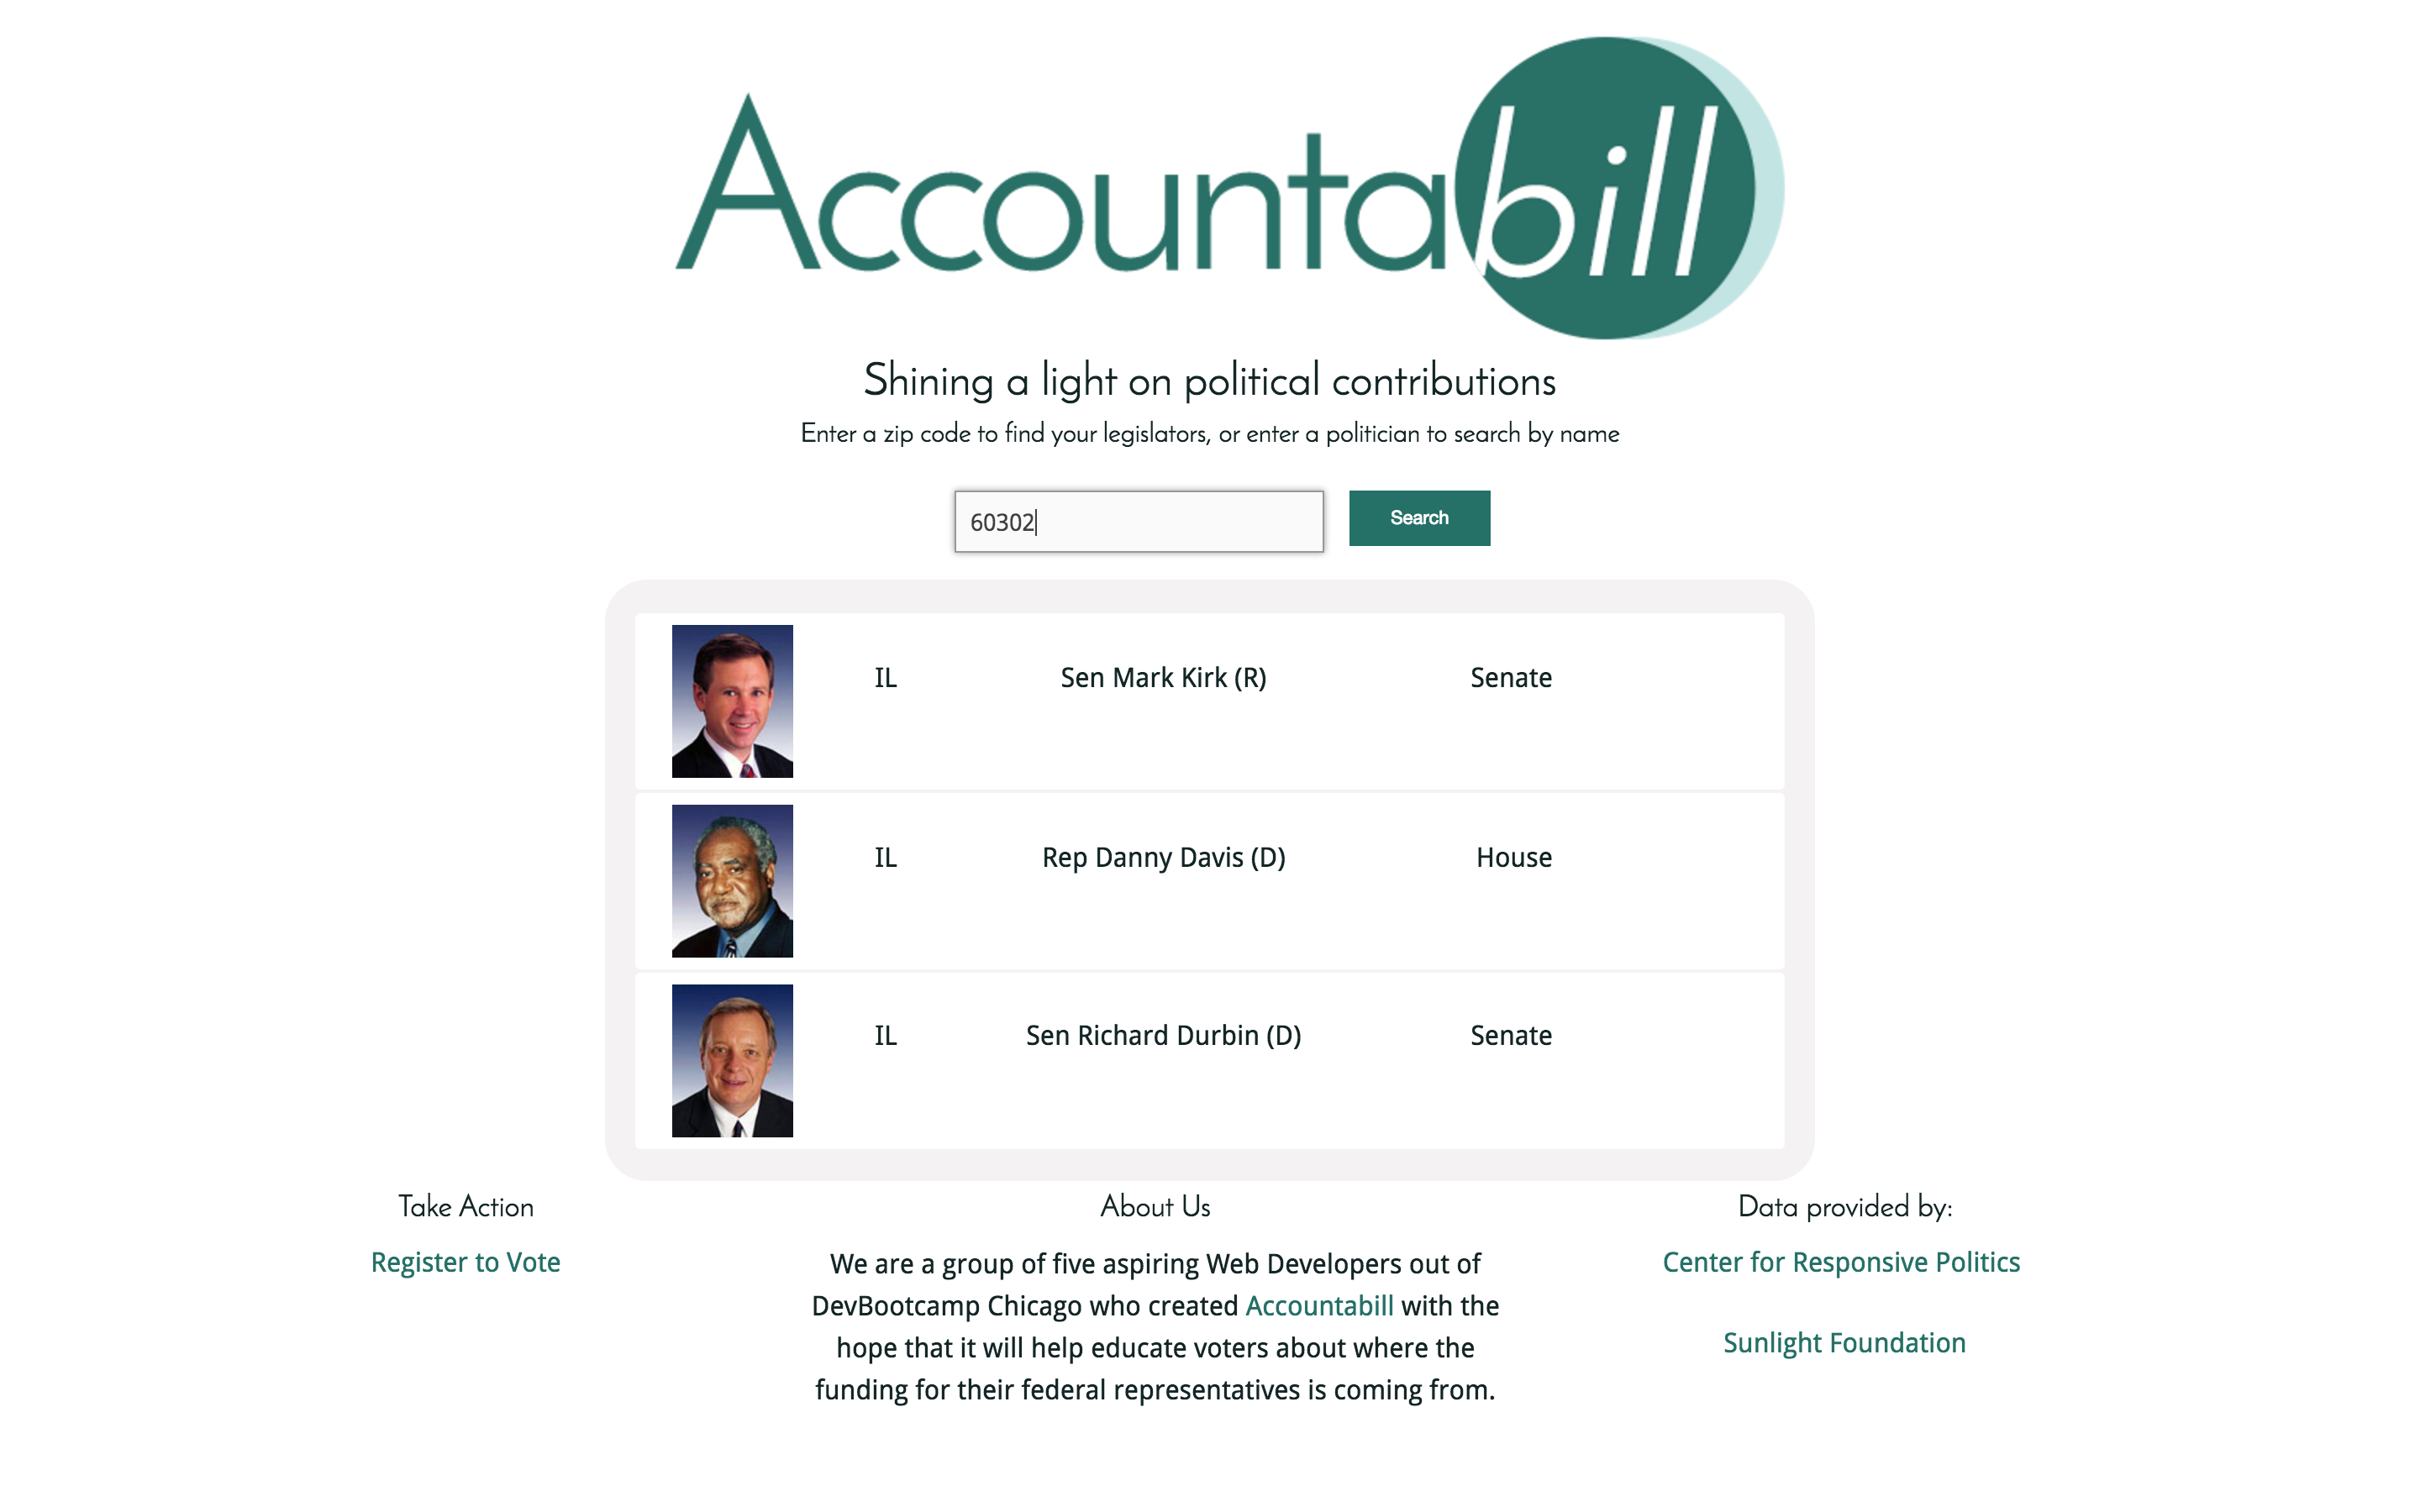 Accountabill
Shining a light on political contributions
Enter a zip code to find your legislators, or enter a politician to search by name
60302
Search
IL Sen Mark Kirk (R) Senate
IL Rep Danny Davis (D) House
IL Sen Richard Durbin (D) Senate
Take Action
Register to Vote
About Us
We are a group of five aspiring Web Developers out of
DevBootcamp Chicago who created Accountabill with the
hope that it will help educate voters about where the
funding for their federal representatives is coming from.
Data provided by:
Center for Responsive Politics
Sunlight Foundation